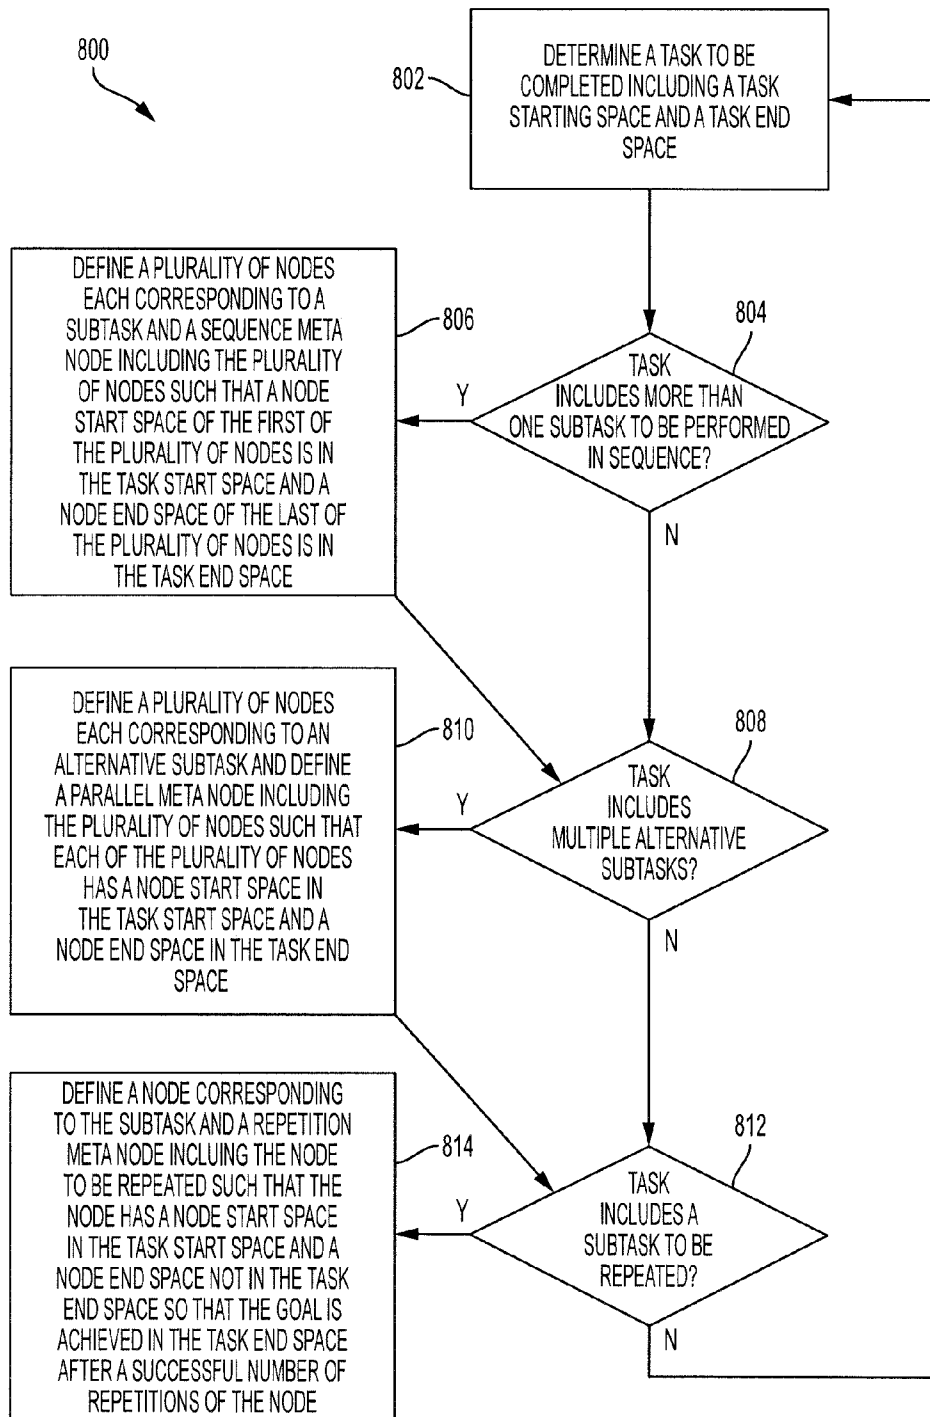 800
802
DETERMINE A TASK TO BE
COMPLETED INCLUDING A TASK
STARTING SPACE AND A TASK END
SPACE
804
TASK
INCLUDES MORE THAN
ONE SUBTASK TO BE PERFORMED
IN SEQUENCE?
Y
N
806
DEFINE A PLURALITY OF NODES
EACH CORRESPONDING TO A
SUBTASK AND A SEQUENCE META
NODE INCLUDING THE PLURALITY
OF NODES SUCH THAT A NODE
START SPACE OF THE FIRST OF
THE PLURALITY OF NODES IS IN
THE TASK START SPACE AND A
NODE END SPACE OF THE LAST OF
THE PLURALITY OF NODES IS IN
THE TASK END SPACE
808
TASK
INCLUDES
MULTIPLE ALTERNATIVE
SUBTASKS?
Y
N
810
DEFINE A PLURALITY OF NODES
EACH CORRESPONDING TO AN
ALTERNATIVE SUBTASK AND DEFINE
A PARALLEL META NODE INCLUDING
THE PLURALITY OF NODES SUCH THAT
EACH OF THE PLURALITY OF NODES
HAS A NODE START SPACE IN
THE TASK START SPACE AND A
NODE END SPACE IN THE TASK END
SPACE
812
TASK
INCLUDES A
SUBTASK TO BE
REPEATED?
Y
N
814
DEFINE A NODE CORRESPONDING
TO THE SUBTASK AND A REPETITION
META NODE INCLUING THE NODE
TO BE REPEATED SUCH THAT THE
NODE HAS A NODE START SPACE
IN THE TASK START SPACE AND A
NODE END SPACE NOT IN THE TASK
END SPACE SO THAT THE GOAL IS
ACHIEVED IN THE TASK END SPACE
AFTER A SUCCESSFUL NUMBER OF
REPETITIONS OF THE NODE